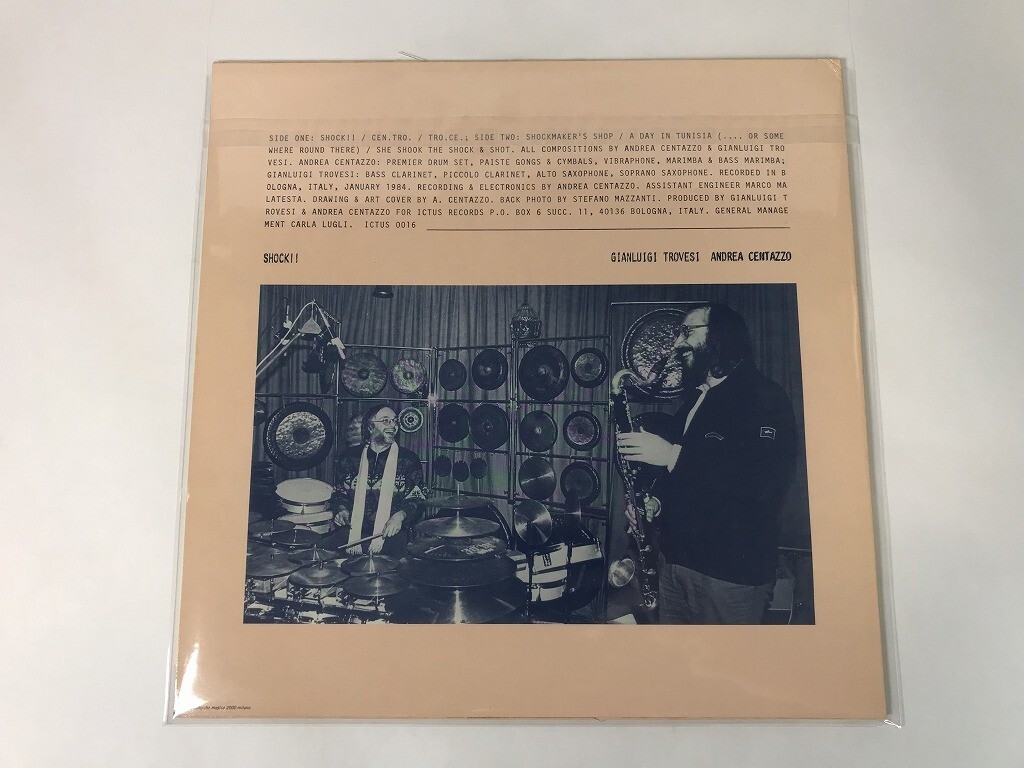 SIDE ONE: SHOCK!! / CEN.TRO. / TRO.CE.; SIDE TWO: SHOCKMAKER'S SHOP / A DAY IN TUNISIA (.... OR SOME
WHERE ROUND THERE) / SHE SHOOK THE SHOCK & SHOT. ALL COMPOSITIONS BY ANDREA CENTAZZO & GIANLUIGI TRO
VESI. ANDREA CENTAZZO: PREMIER DRUM SET, PAISTE GONGS & CYMBALS, VIBRAPHONE, MARIMBA & BASS MARIMBA;
GIANLUIGI TROVESI: BASS CLARINET, PICCOLO CLARINET, ALTO SAXOPHONE, SOPRANO SAXOPHONE. RECORDED IN B
OLOGNA, ITALY, JANUARY 1984. RECORDING & ELECTRONICS BY ANDREA CENTAZZO. ASSISTANT ENGINEER MARCO MA
LATESTA. DRAWING & ART COVER BY A. CENTAZZO. BACK PHOTO BY STEFANO MAZZANTI. PRODUCED BY GIANLUIGI T
ROVESI & ANDREA CENTAZZO FOR ICTUS RECORDS P.O. BOX 6 SUCC. 11, 40136 BOLOGNA, ITALY. GENERAL MANAGE
MENT CARLA LUGLI. ICTUS 0016
SHOCK!! GIANLUIGI TROVESI ANDREA CENTAZZO
2000 milano